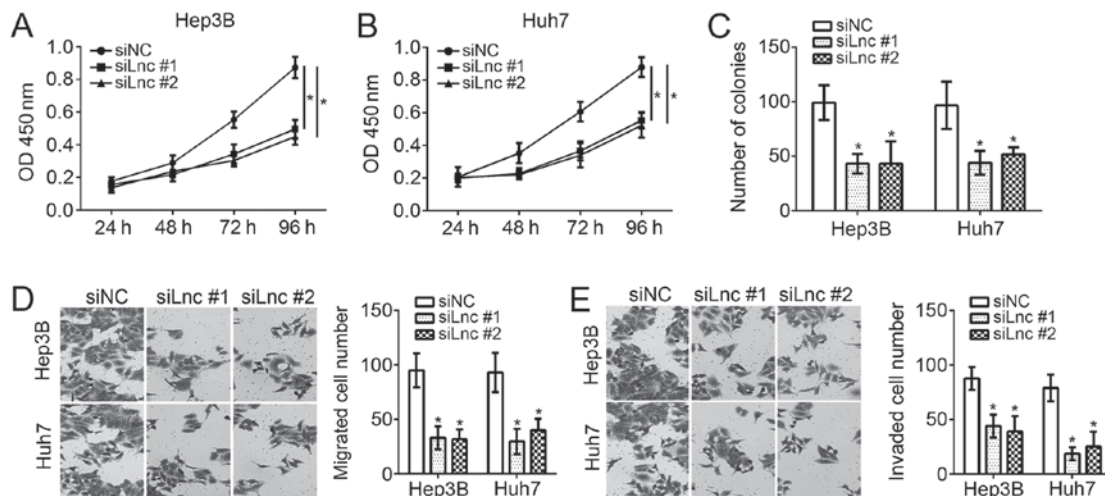 A
Hep3B
siNC
siLnc #1
siLnc #2
OD 450 nm
1.0
0.8
0.6
0.4
0.2
0.0
*
*
24 h 48 h 72 h 96 h
B
Huh7
siNC
siLnc #1
siLnc #2
OD 450 nm
1.0
0.8
0.6
0.4
0.2
0.0
*
*
24 h 48 h 72 h 96 h
C
siNC
siLnc #1
siLnc #2
Number of colonies
150
100
50
0
* *
* *
Hep3B Huh7
D
siNC siLnc #1 siLnc #2
Hep3B
Huh7
Migrated cell number
150
100
50
0
siNC
siLnc #1
siLnc #2
* *
* *
Hep3B Huh7
E
siNC siLnc #1 siLnc #2
Hep3B
Huh7
Invaded cell number
150
100
50
0
siNC
siLnc #1
siLnc #2
* *
* *
Hep3B Huh7